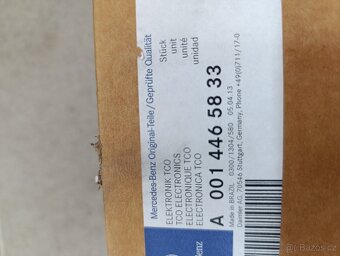 Mercedes-Benz Original-Teile/Geprüfte Qualität
Stück
unit
unité
unidad
ELEKTRONIK TCO
TCO ELECTRONICS
ELECTRONIQUE TCO
ELECTRONICA TCO
A 001 446 58 33
Made in BRAZIL 0300/1304/580 05.04.13
Daimler AG, 70546 Stuttgart, Germany, Phone +49(0)711/17-0
Benz